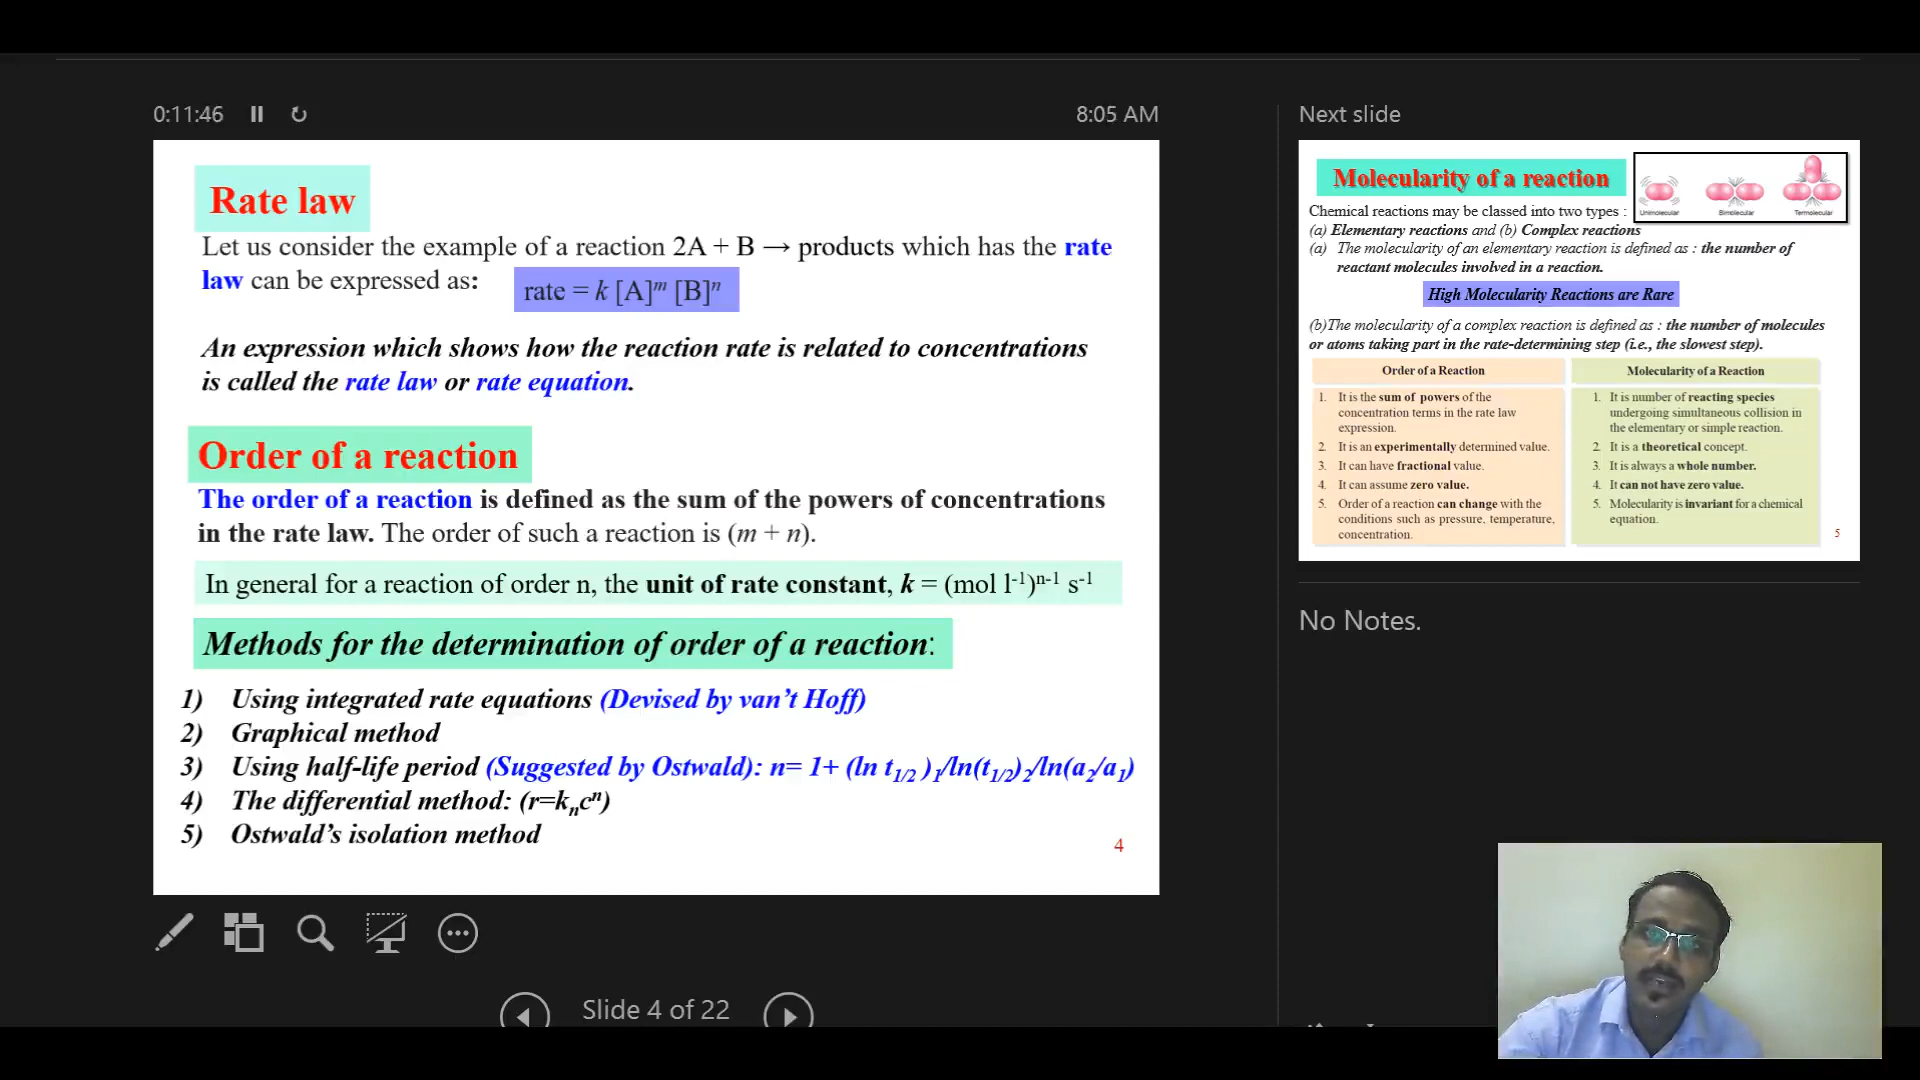 0:11:46
8:05 AM
Rate law
Let us consider the example of a reaction 2A + B → products which has the rate
law can be expressed as:
rate = k [A]ᵐ [B]ⁿ
An expression which shows how the reaction rate is related to concentrations
is called the rate law or rate equation.
Order of a reaction
The order of a reaction is defined as the sum of the powers of concentrations
in the rate law. The order of such a reaction is (m + n).
In general for a reaction of order n, the unit of rate constant, k = (mol l⁻¹)ⁿ⁻¹ s⁻¹
Methods for the determination of order of a reaction:
1) Using integrated rate equations (Devised by van’t Hoff)
2) Graphical method
3) Using half-life period (Suggested by Ostwald): n= 1+ (ln t₁/₂ )₁/ln(t₁/₂)₂/ln(a₂/a₁)
4) The differential method: (r=kₙcⁿ)
5) Ostwald’s isolation method
4
Slide 4 of 22
Next slide
Molecularity of a reaction
Unimolecular Bimolecular Termolecular
Chemical reactions may be classed into two types :
(a) Elementary reactions and (b) Complex reactions
(a) The molecularity of an elementary reaction is defined as : the number of
reactant molecules involved in a reaction.
High Molecularity Reactions are Rare
(b)The molecularity of a complex reaction is defined as : the number of molecules
or atoms taking part in the rate-determining step (i.e., the slowest step).
Order of a Reaction
1. It is the sum of powers of the
concentration terms in the rate law
expression.
2. It is an experimentally determined value.
3. It can have fractional value.
4. It can assume zero value.
5. Order of a reaction can change with the
conditions such as pressure, temperature,
concentration.
Molecularity of a Reaction
1. It is number of reacting species
undergoing simultaneous collision in
the elementary or simple reaction.
2. It is a theoretical concept.
3. It is always a whole number.
4. It can not have zero value.
5. Molecularity is invariant for a chemical
equation.
5
No Notes.